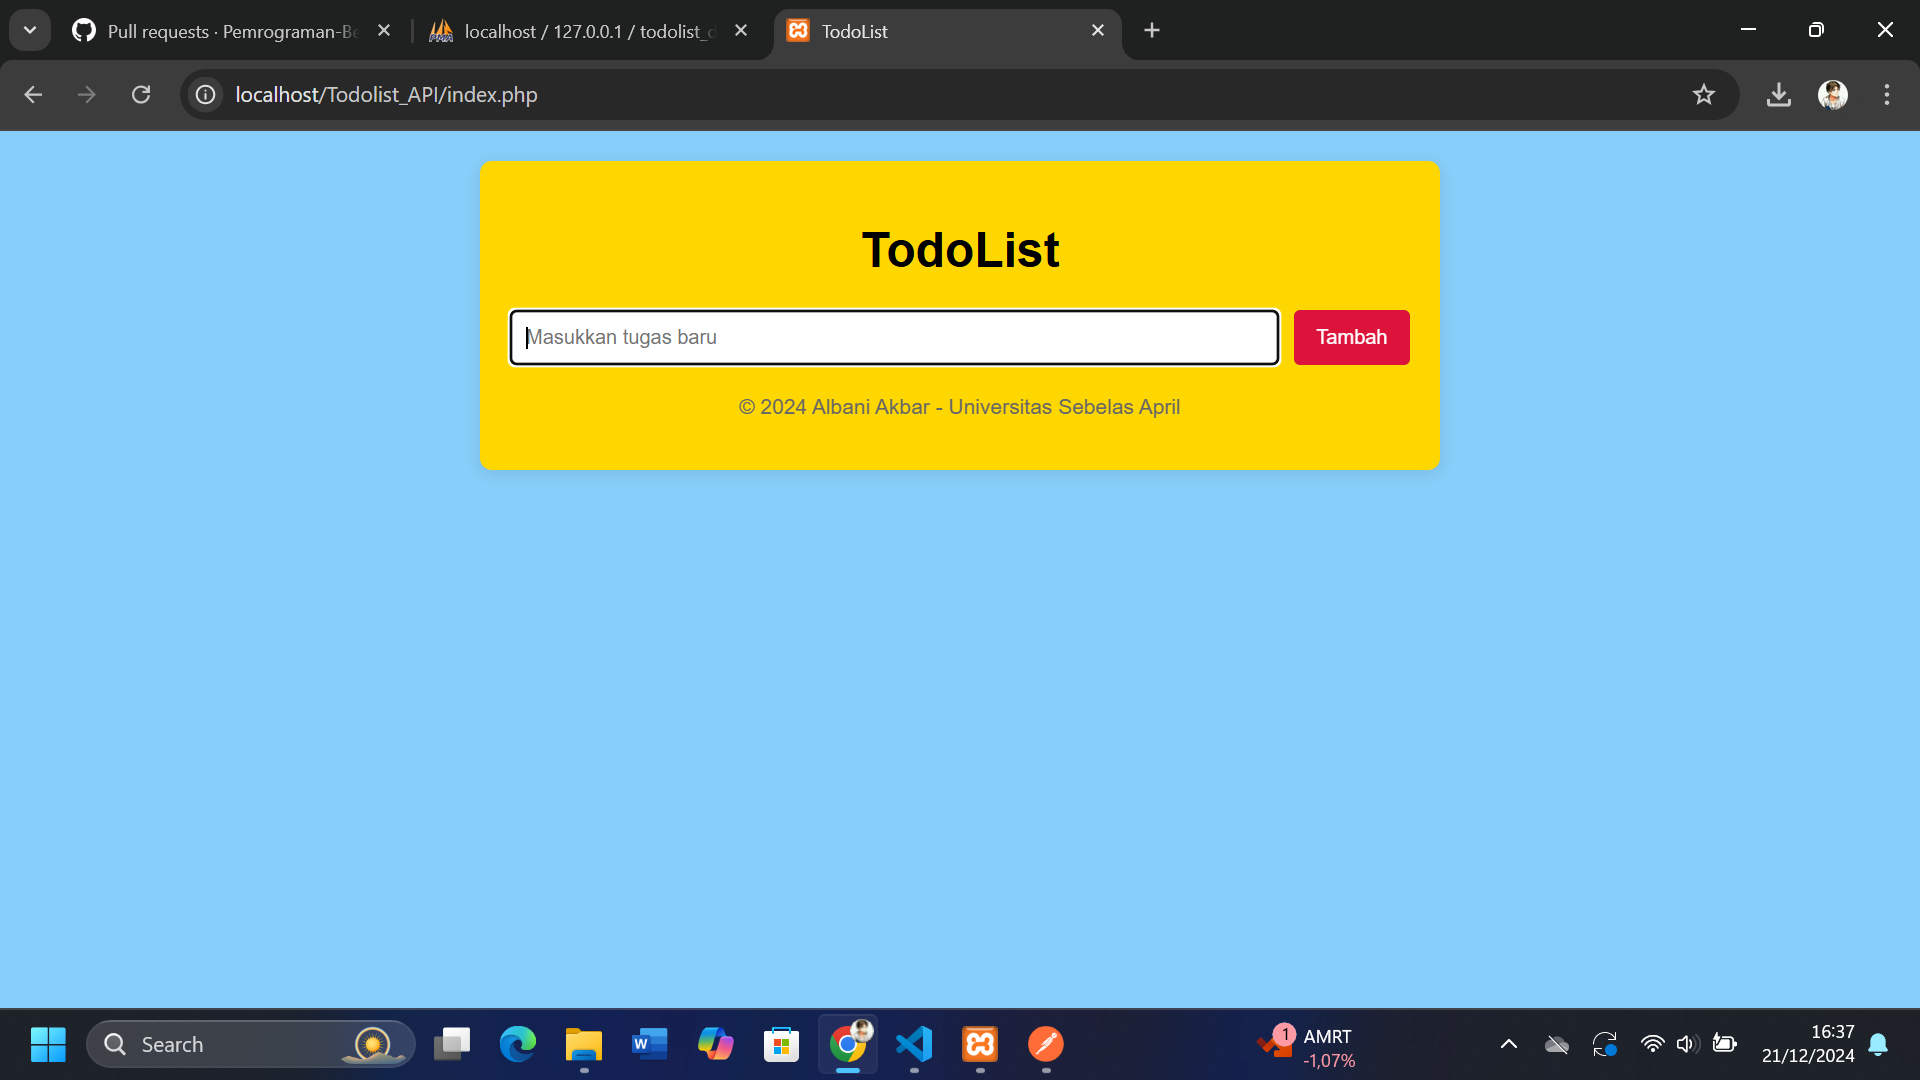 Pull requests · Pemrograman-Be
localhost / 127.0.0.1 / todolist_d
TodoList
localhost/Todolist_API/index.php
TodoList
Masukkan tugas baru
Tambah
© 2024 Albani Akbar - Universitas Sebelas April
Search
1
AMRT
-1,07%
16:37
21/12/2024